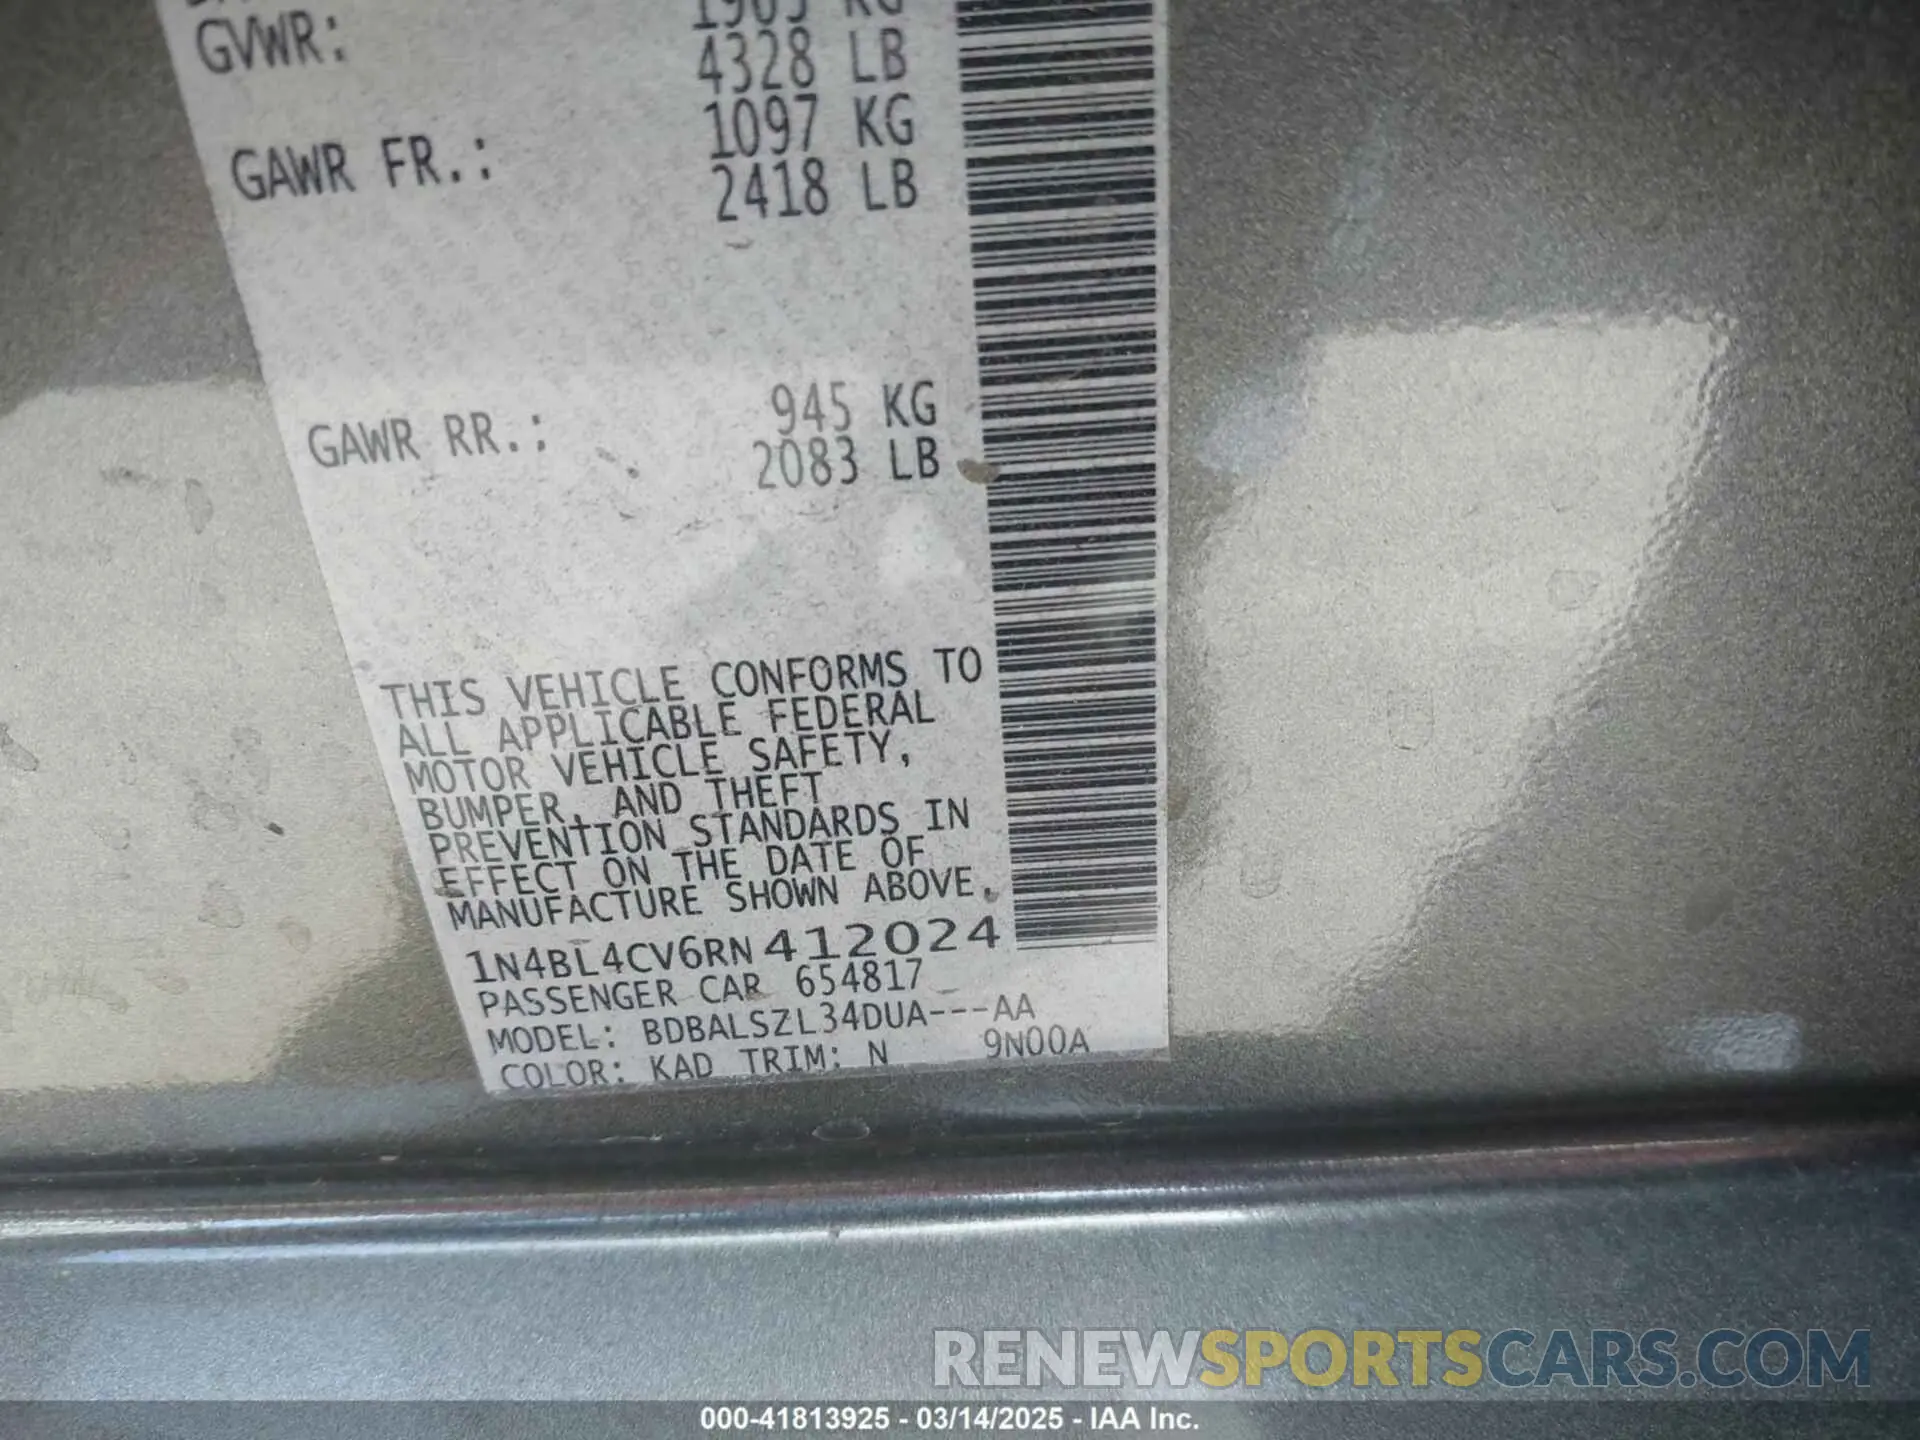 GVWR: 4328 LB
GAWR FR.: 1097 KG
2418 LB
GAWR RR.: 945 KG
2083 LB
THIS VEHICLE CONFORMS TO
ALL APPLICABLE FEDERAL
MOTOR VEHICLE SAFETY,
BUMPER, AND THEFT
PREVENTION STANDARDS IN
EFFECT ON THE DATE OF
MANUFACTURE SHOWN ABOVE.
1N4BL4CV6RN412024
PASSENGER CAR 654817
MODEL: BDBALSZL34DUA---AA
COLOR: KAD TRIM: N 9N00A
RENEWSPORTSCARS.COM
000-41813925 - 03/14/2025 - IAA Inc.